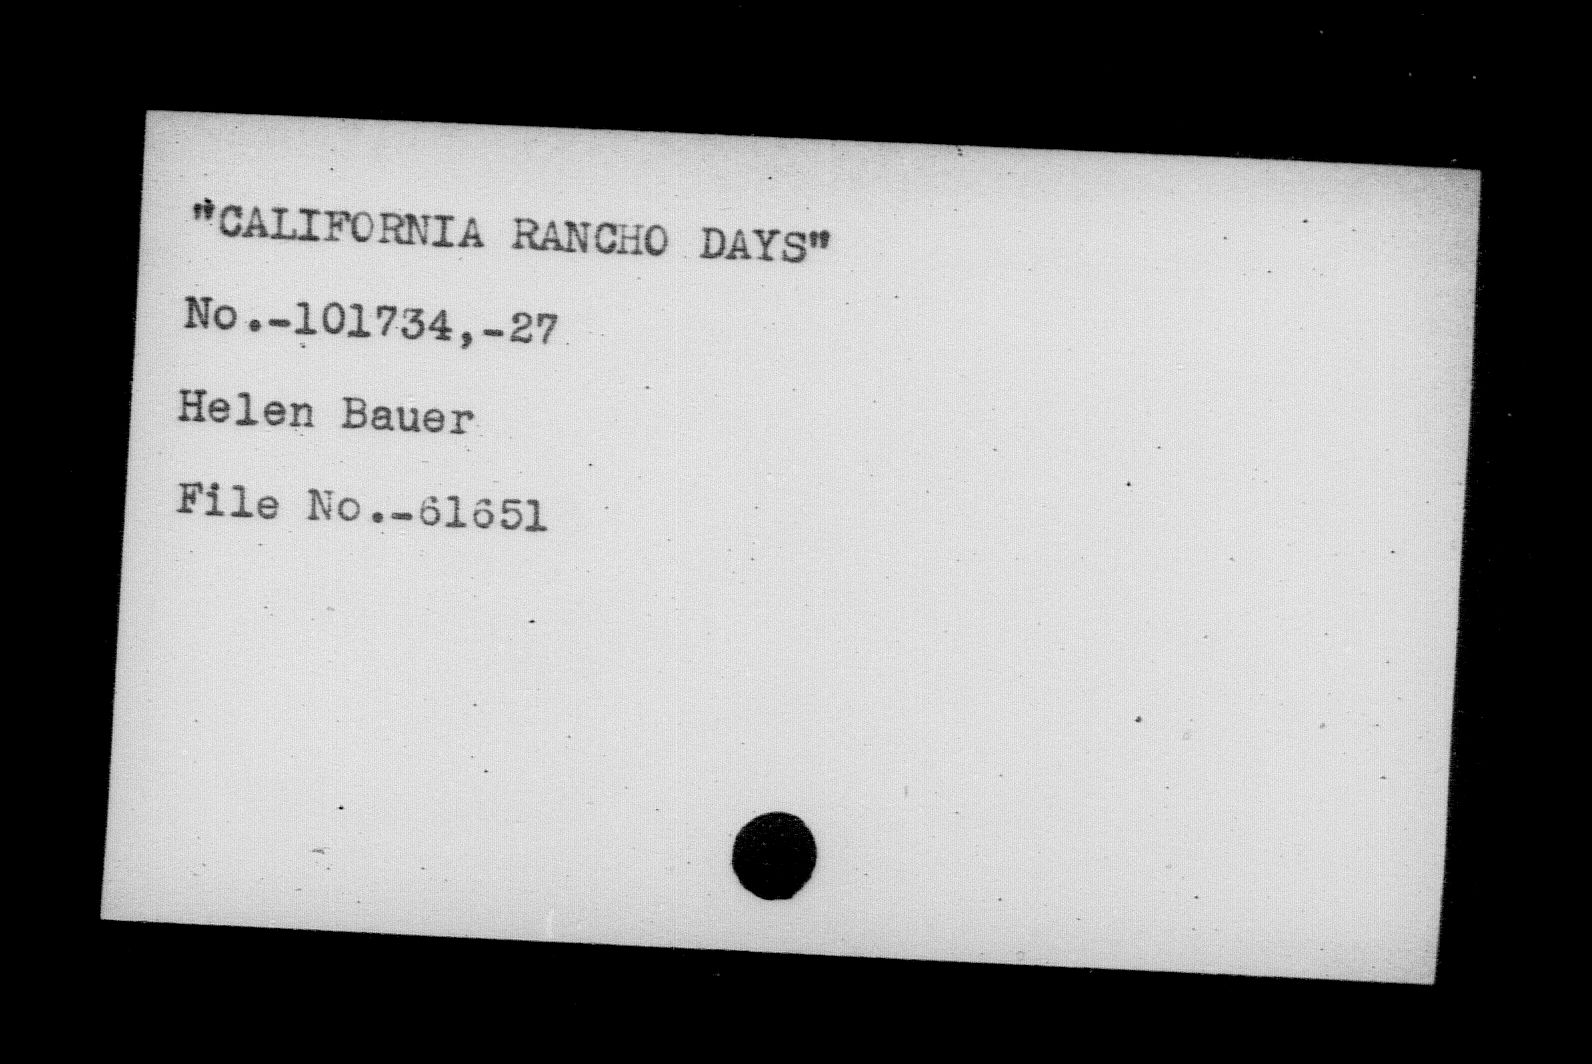 "CALIFORNIA RANCHO DAYS"
No.-101734,-27
Helen Bauer
File No.-61651